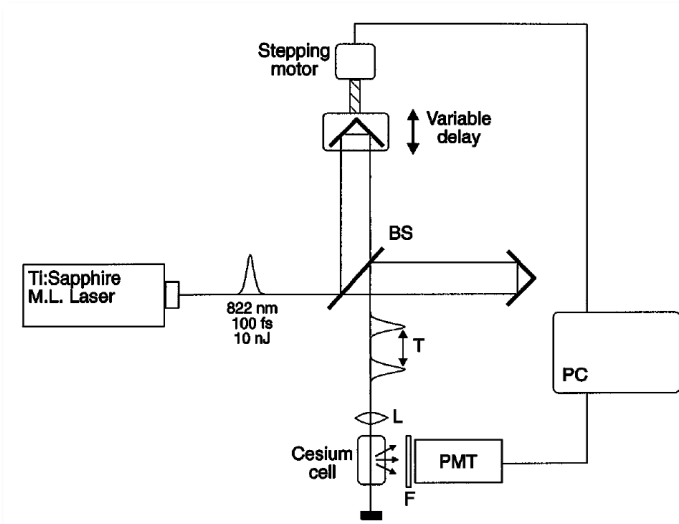 Stepping
motor
Variable
delay
BS
Ti:Sapphire
M.L. Laser
822 nm
100 fs
10 nJ
T
PC
L
Cesium
cell
PMT
F